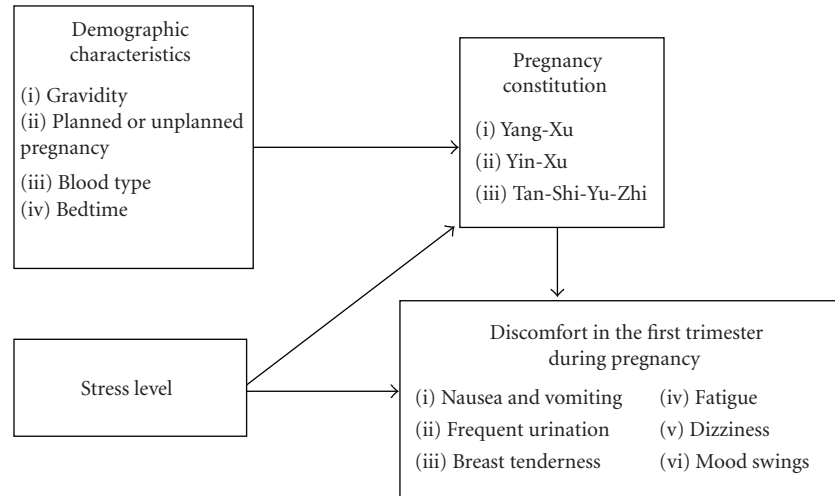 Demographic
characteristics
(i) Gravidity
(ii) Planned or unplanned
pregnancy
(iii) Blood type
(iv) Bedtime
Pregnancy
constitution
(i) Yang-Xu
(ii) Yin-Xu
(iii) Tan-Shi-Yu-Zhi
Stress level
Discomfort in the first trimester
during pregnancy
(i) Nausea and vomiting
(ii) Frequent urination
(iii) Breast tenderness
(iv) Fatigue
(v) Dizziness
(vi) Mood swings